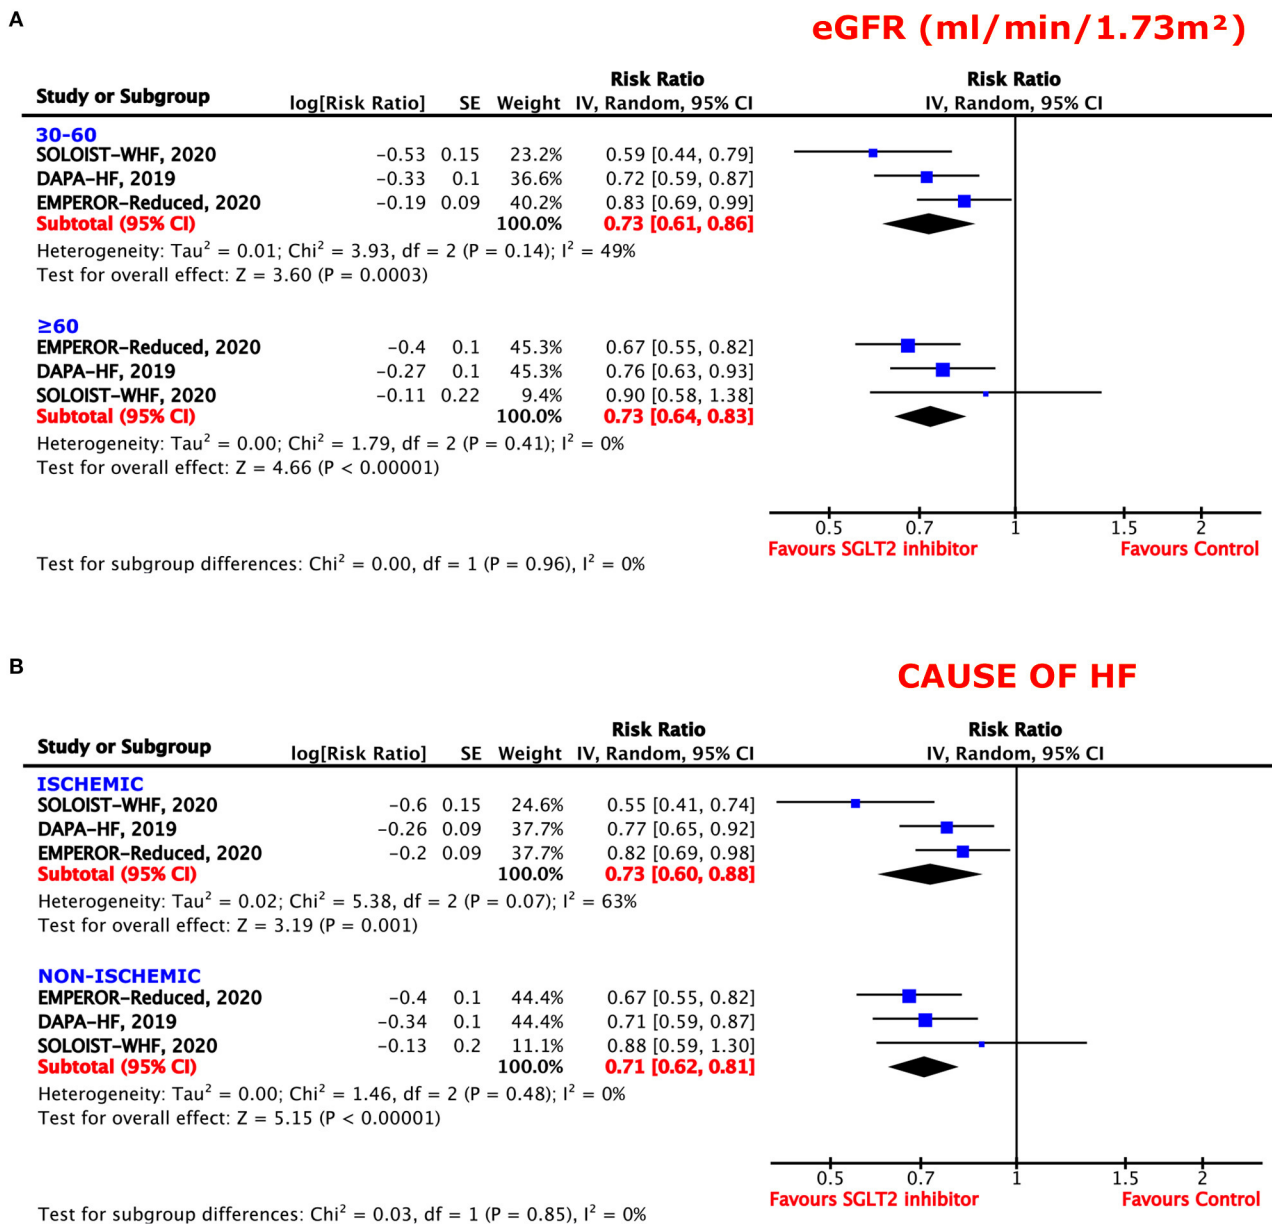 A
eGFR (ml/min/1.73m²)
Risk Ratio Risk Ratio
Study or Subgroup log[Risk Ratio] SE Weight IV, Random, 95% CI IV, Random, 95% CI
30-60
SOLOIST–WHF, 2020 −0.53 0.15 23.2% 0.59 [0.44, 0.79]
DAPA–HF, 2019 −0.33 0.1 36.6% 0.72 [0.59, 0.87]
EMPEROR–Reduced, 2020 −0.19 0.09 40.2% 0.83 [0.69, 0.99]
Subtotal (95% CI) 100.0% 0.73 [0.61, 0.86]
Heterogeneity: Tau² = 0.01; Chi² = 3.93, df = 2 (P = 0.14); I² = 49%
Test for overall effect: Z = 3.60 (P = 0.0003)
≥60
EMPEROR–Reduced, 2020 −0.4 0.1 45.3% 0.67 [0.55, 0.82]
DAPA–HF, 2019 −0.27 0.1 45.3% 0.76 [0.63, 0.93]
SOLOIST–WHF, 2020 −0.11 0.22 9.4% 0.90 [0.58, 1.38]
Subtotal (95% CI) 100.0% 0.73 [0.64, 0.83]
Heterogeneity: Tau² = 0.00; Chi² = 1.79, df = 2 (P = 0.41); I² = 0%
Test for overall effect: Z = 4.66 (P < 0.00001)
0.5 0.7 1 1.5 2
Favours SGLT2 inhibitor Favours Control
Test for subgroup differences: Chi² = 0.00, df = 1 (P = 0.96), I² = 0%
B
CAUSE OF HF
Risk Ratio Risk Ratio
Study or Subgroup log[Risk Ratio] SE Weight IV, Random, 95% CI IV, Random, 95% CI
ISCHEMIC
SOLOIST–WHF, 2020 −0.6 0.15 24.6% 0.55 [0.41, 0.74]
DAPA–HF, 2019 −0.26 0.09 37.7% 0.77 [0.65, 0.92]
EMPEROR–Reduced, 2020 −0.2 0.09 37.7% 0.82 [0.69, 0.98]
Subtotal (95% CI) 100.0% 0.73 [0.60, 0.88]
Heterogeneity: Tau² = 0.02; Chi² = 5.38, df = 2 (P = 0.07); I² = 63%
Test for overall effect: Z = 3.19 (P = 0.001)
NON-ISCHEMIC
EMPEROR–Reduced, 2020 −0.4 0.1 44.4% 0.67 [0.55, 0.82]
DAPA–HF, 2019 −0.34 0.1 44.4% 0.71 [0.59, 0.87]
SOLOIST–WHF, 2020 −0.13 0.2 11.1% 0.88 [0.59, 1.30]
Subtotal (95% CI) 100.0% 0.71 [0.62, 0.81]
Heterogeneity: Tau² = 0.00; Chi² = 1.46, df = 2 (P = 0.48); I² = 0%
Test for overall effect: Z = 5.15 (P < 0.00001)
0.5 0.7 1 1.5 2
Favours SGLT2 inhibitor Favours Control
Test for subgroup differences: Chi² = 0.03, df = 1 (P = 0.85), I² = 0%